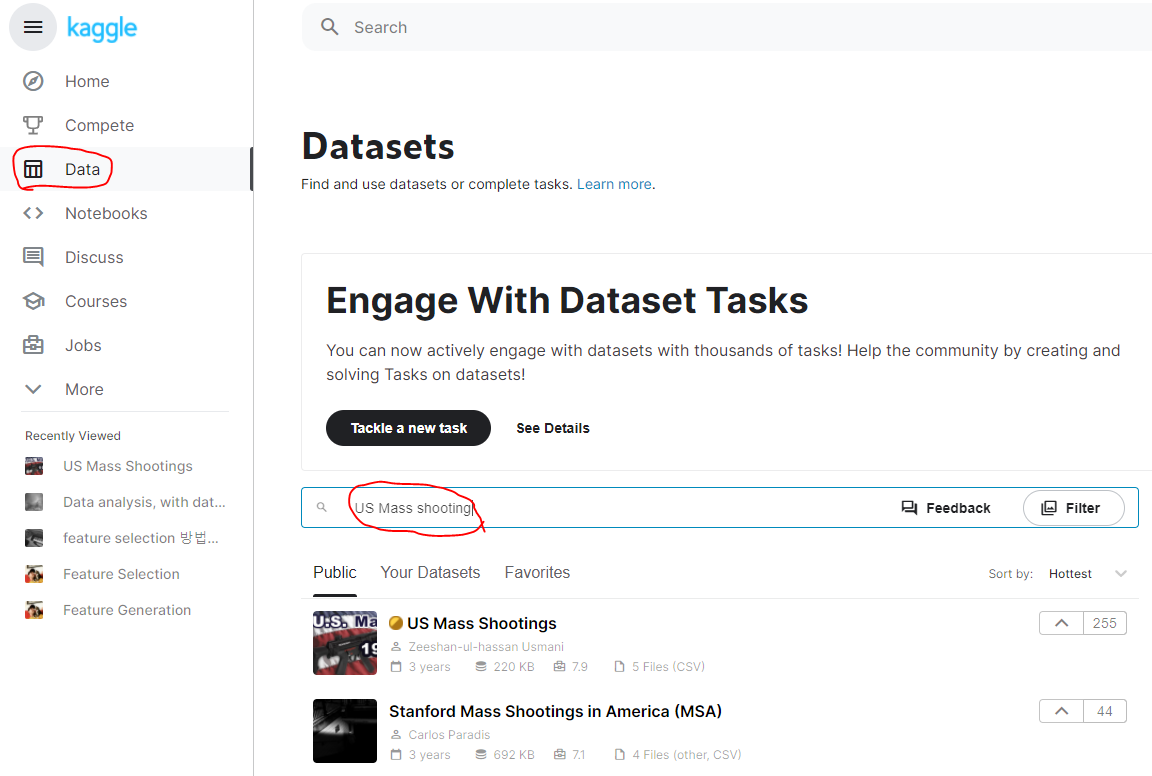 kaggle
Search
Home
Compete
Data
Notebooks
Discuss
Courses
Jobs
More
Recently Viewed
US Mass Shootings
Data analysis, with dat...
feature selection 방법...
Feature Selection
Feature Generation
Datasets
Find and use datasets or complete tasks. Learn more.
Engage With Dataset Tasks
You can now actively engage with datasets with thousands of tasks! Help the community by creating and
solving Tasks on datasets!
Tackle a new task See Details
US Mass shooting Feedback Filter
Public Your Datasets Favorites Sort by: Hottest
U.S. Ma
19
US Mass Shootings 255
Zeeshan-ul-hassan Usmani
3 years 220 KB 7.9 5 Files (CSV)
Stanford Mass Shootings in America (MSA) 44
Carlos Paradis
3 years 692 KB 7.1 4 Files (other, CSV)